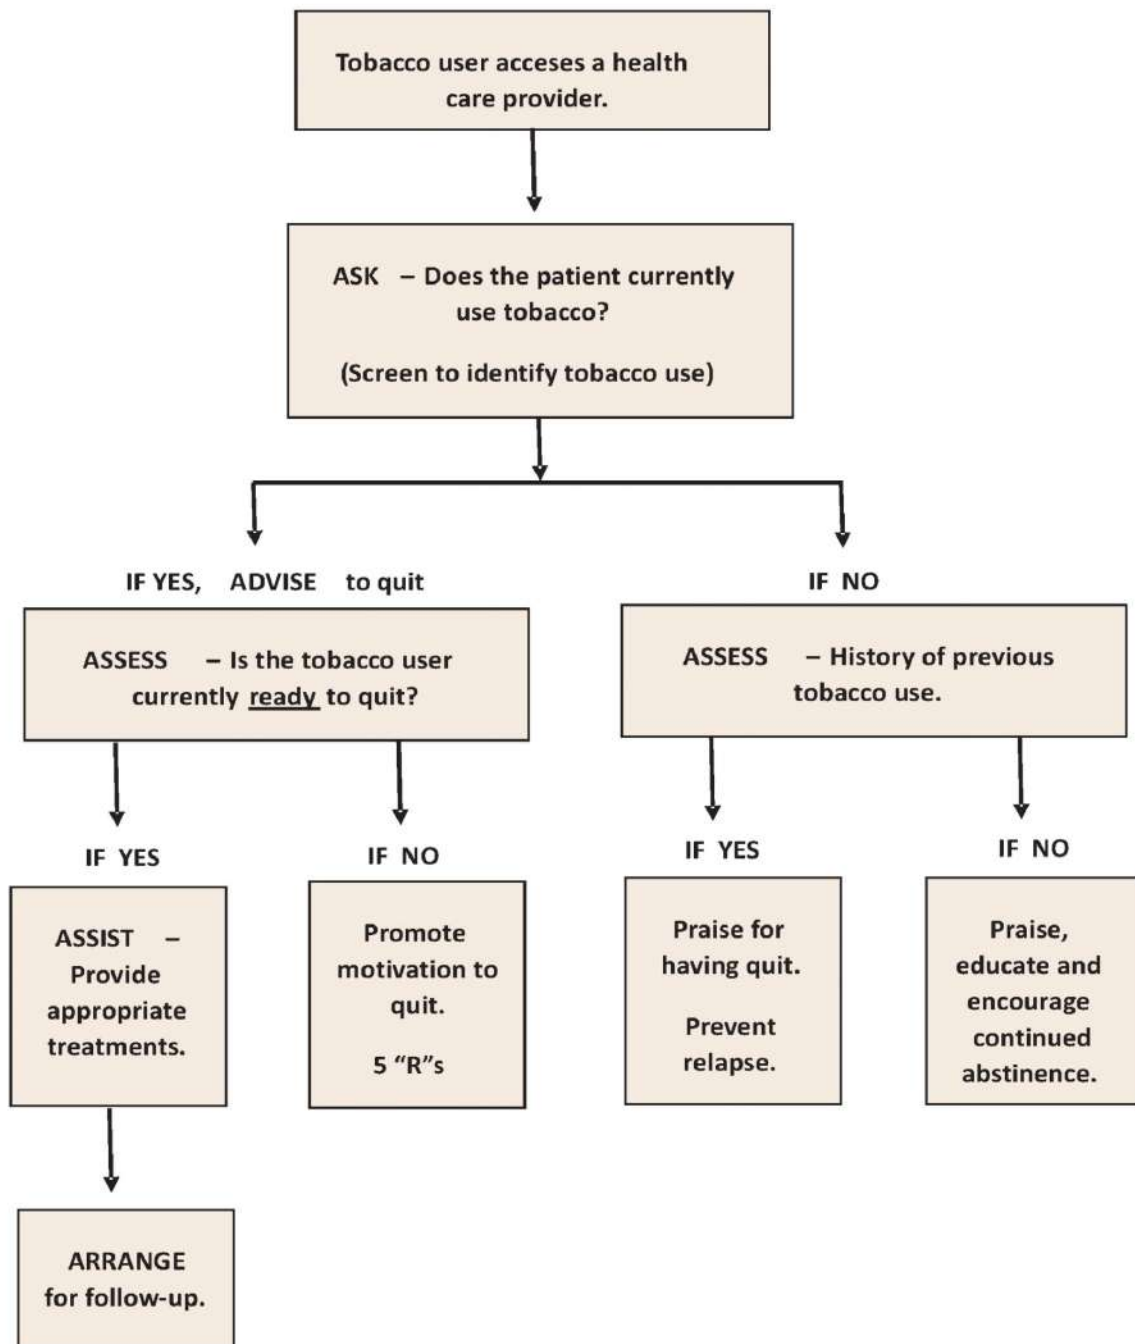 Tobacco user acceses a health
care provider.
ASK – Does the patient currently
use tobacco?
(Screen to identify tobacco use)
IF YES, ADVISE to quit
ASSESS – Is the tobacco user
currently ready to quit?
IF NO
ASSESS – History of previous
tobacco use.
IF YES
ASSIST –
Provide
appropriate
treatments.
ARRANGE
for follow-up.
IF NO
Promote
motivation to
quit.
5 “R”s
IF YES
Praise for
having quit.
Prevent
relapse.
IF NO
Praise,
educate and
encourage
continued
abstinence.